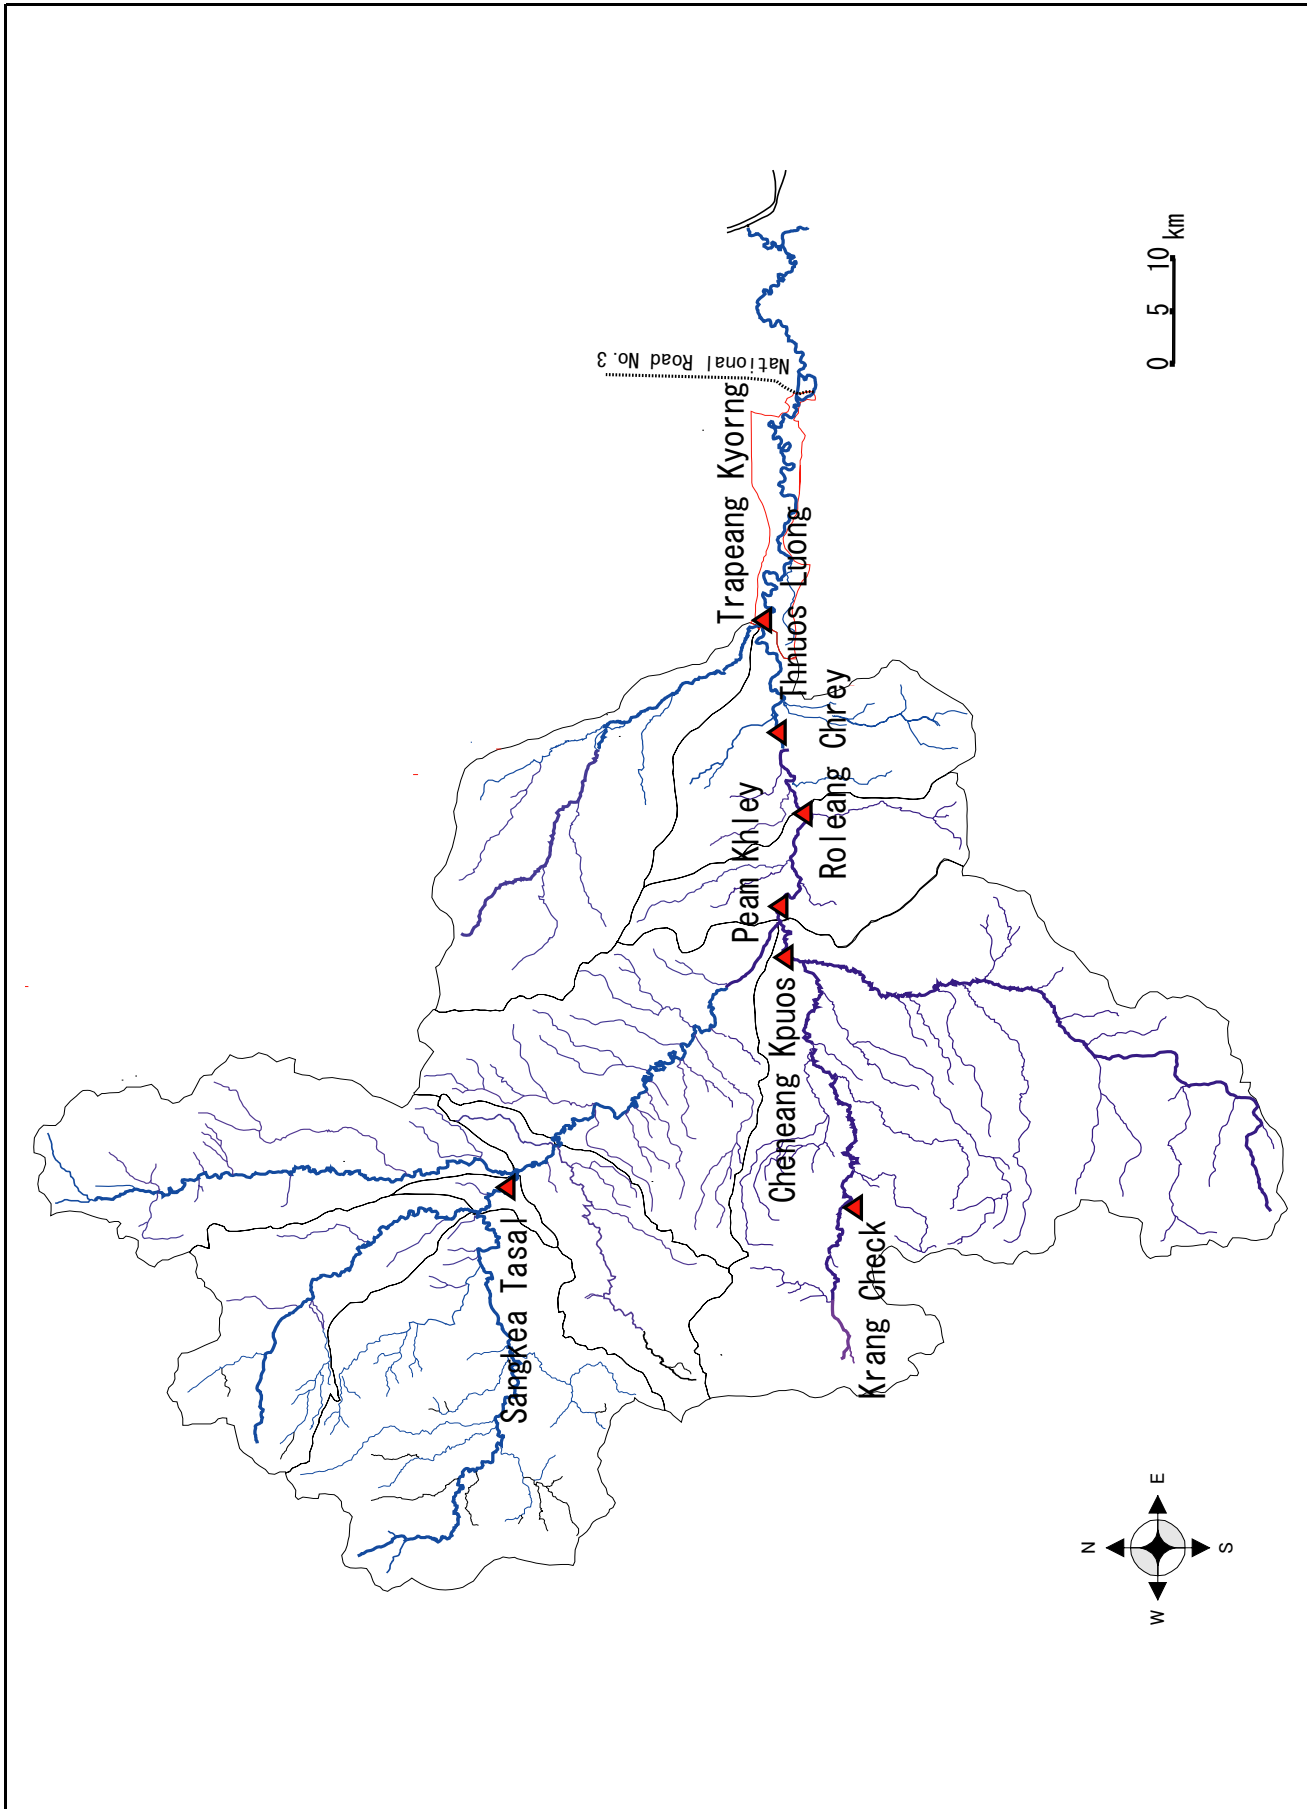 National Road No.3
Trapeang Kyorng
Thnuos Luong
Roleang Chrey
Peam Khley
Cheneang Kpuos
Sangkea Tasal
Krang Check
0 5 10
km
N
W
E
S